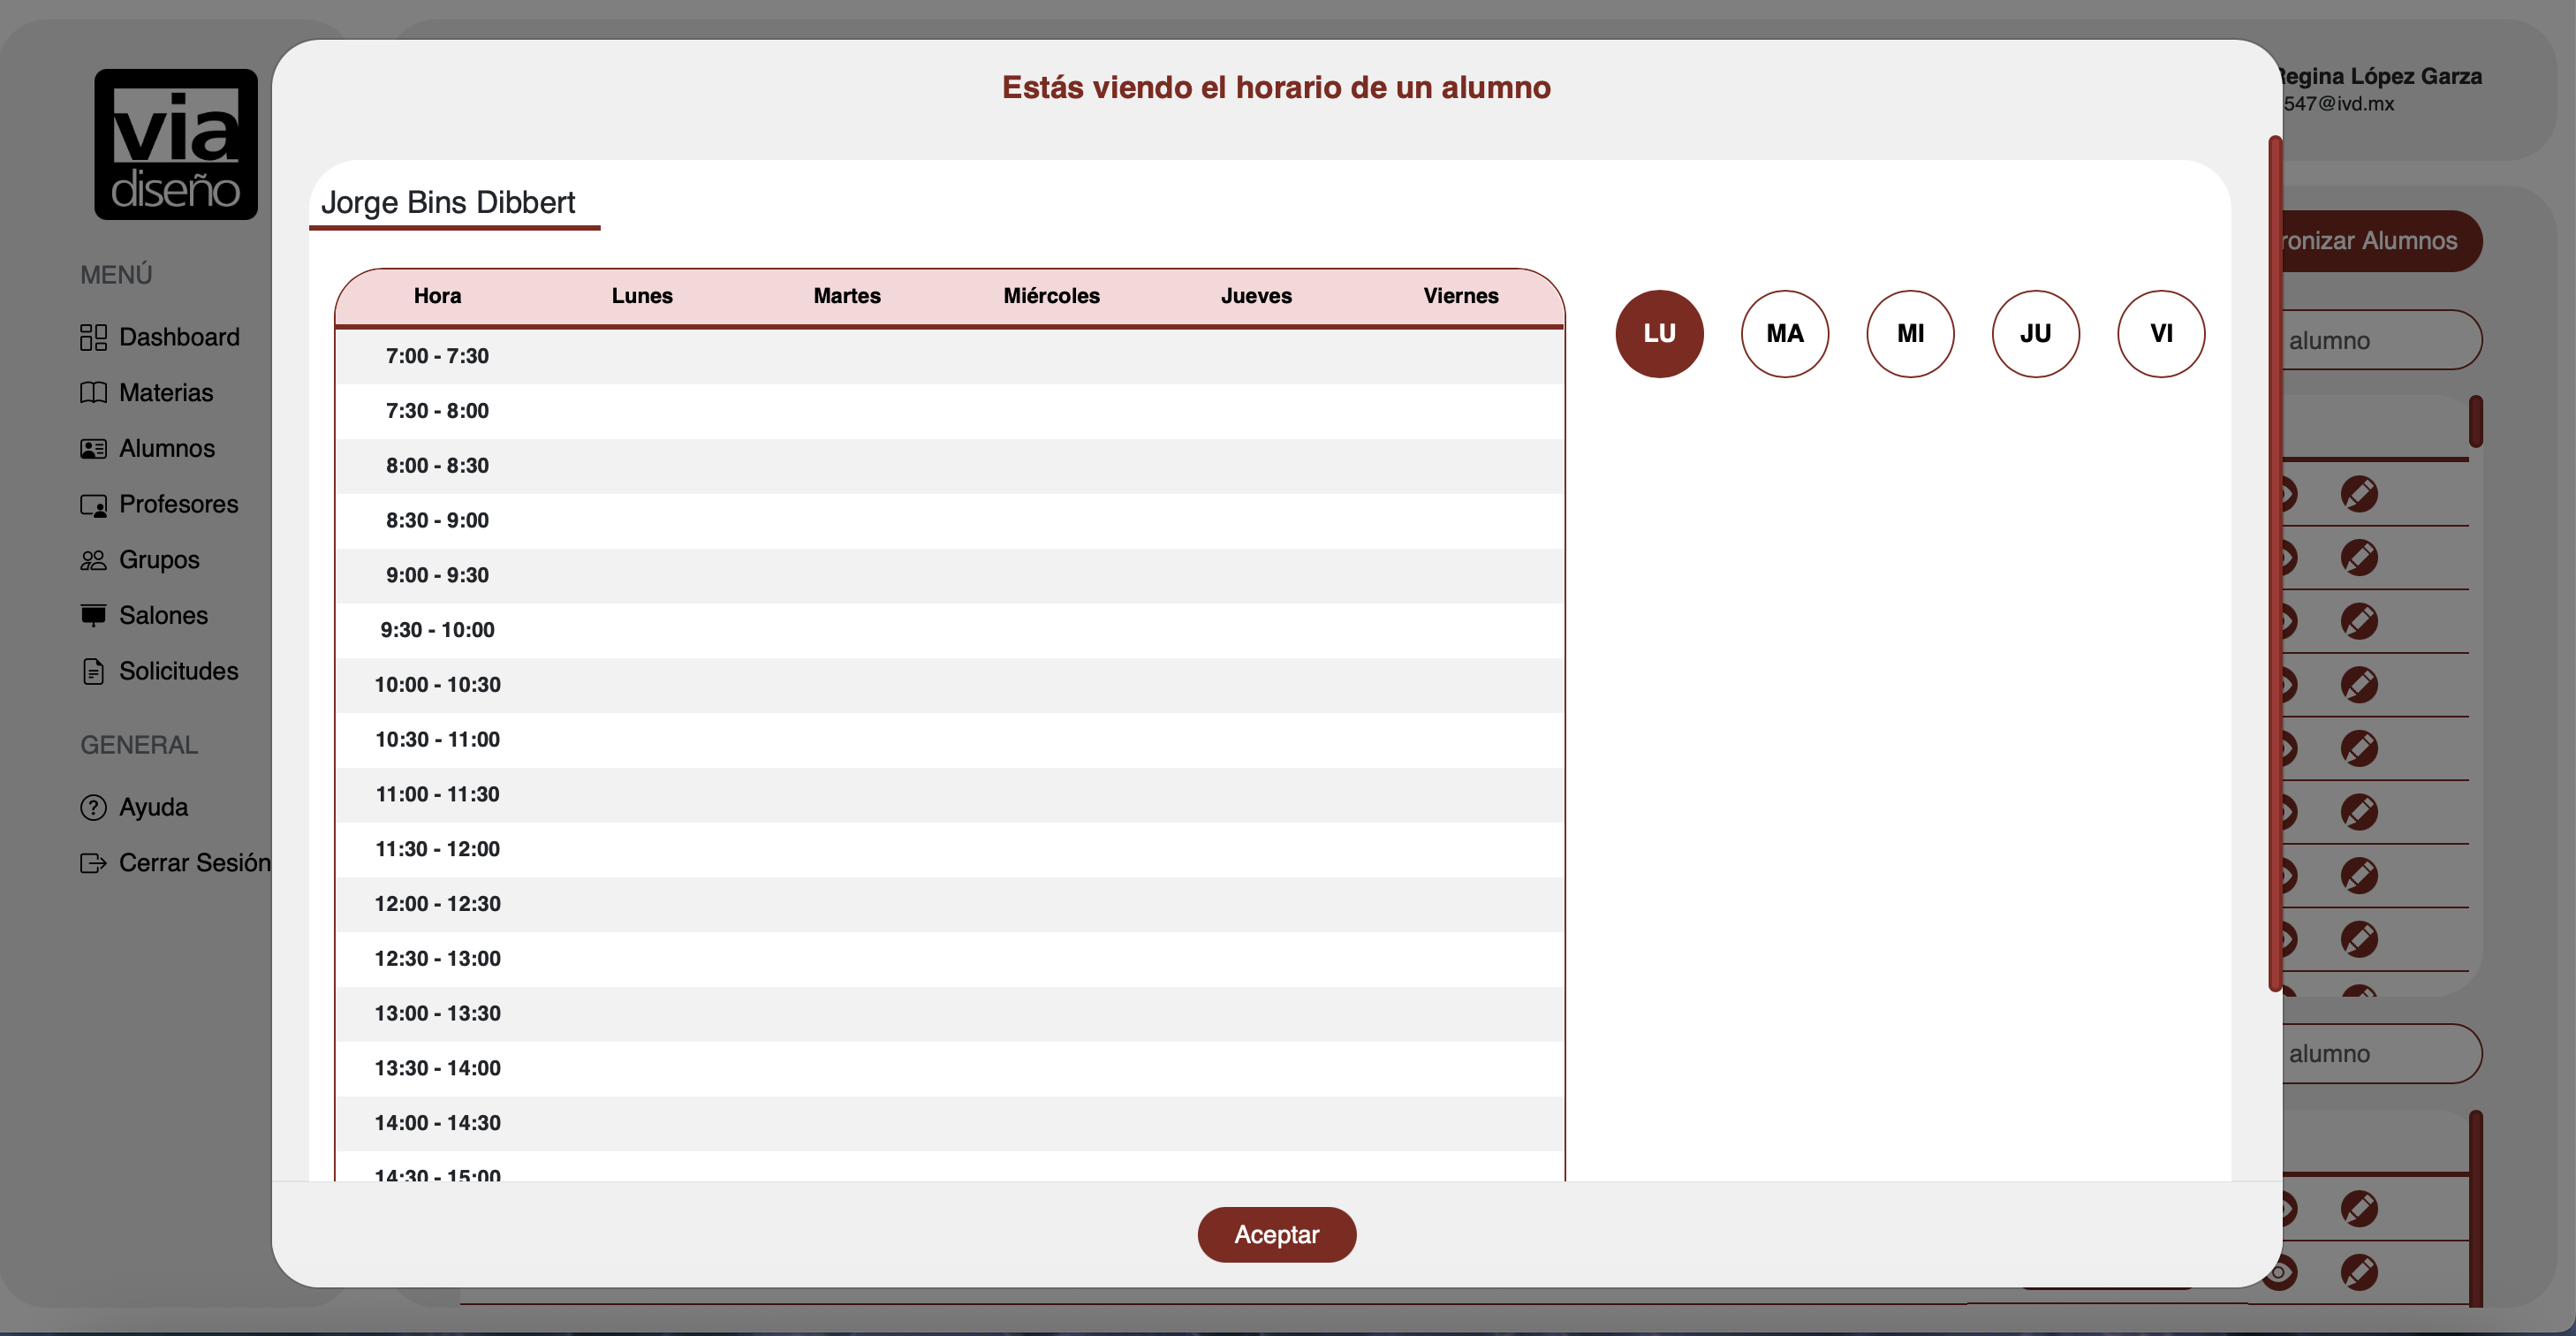 via
diseño
MENÚ
Dashboard
Materias
Alumnos
Profesores
Grupos
Salones
Solicitudes
GENERAL
Ayuda
Cerrar Sesión
Estás viendo el horario de un alumno
Regina López Garza
547@ivd.mx
Jorge Bins Dibbert
Hora Lunes Martes Miércoles Jueves Viernes
7:00 - 7:30
7:30 - 8:00
8:00 - 8:30
8:30 - 9:00
9:00 - 9:30
9:30 - 10:00
10:00 - 10:30
10:30 - 11:00
11:00 - 11:30
11:30 - 12:00
12:00 - 12:30
12:30 - 13:00
13:00 - 13:30
13:30 - 14:00
14:00 - 14:30
14:30 - 15:00
LU MA MI JU VI
Alumnos
alumno
alumno
Aceptar